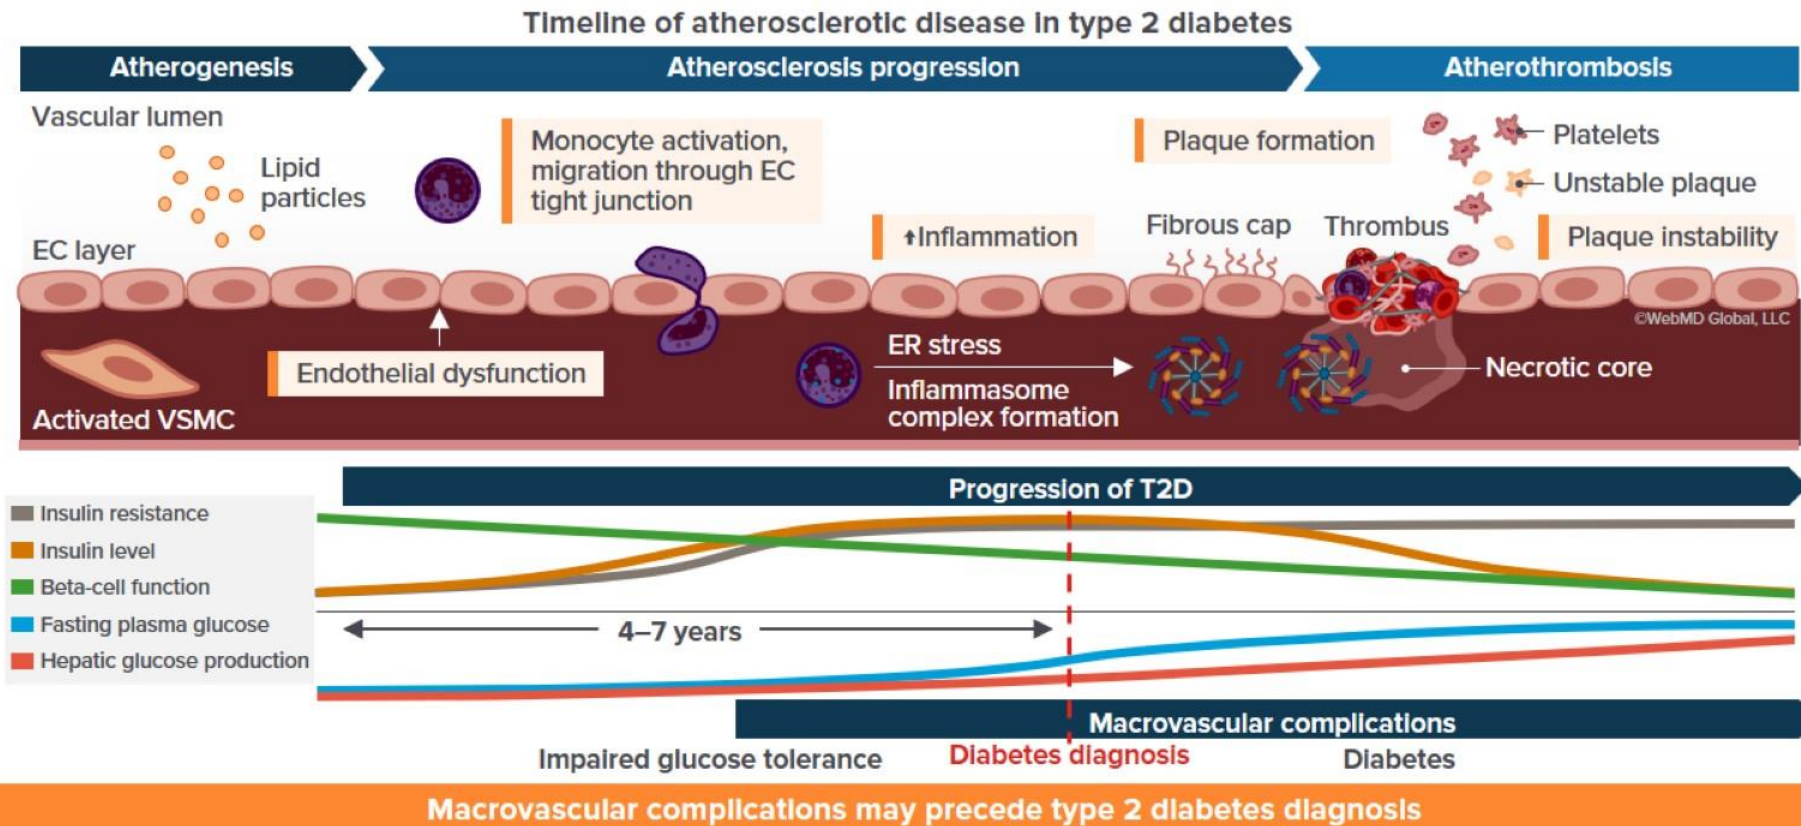 Timeline of atherosclerotic disease in type 2 diabetes
Atherogenesis
Atherosclerosis progression
Atherothrombosis
Vascular lumen
Lipid
particles
EC layer
Monocyte activation,
migration through EC
tight junction
↑Inflammation
Plaque formation
Fibrous cap
Thrombus
Platelets
Unstable plaque
Plaque instability
©WebMD Global, LLC
Endothelial dysfunction
Activated VSMC
ER stress
Inflammasome
complex formation
Necrotic core
Progression of T2D
Insulin resistance
Insulin level
Beta-cell function
Fasting plasma glucose
Hepatic glucose production
4–7 years
Macrovascular complications
Impaired glucose tolerance
Diabetes diagnosis
Diabetes
Macrovascular complications may precede type 2 diabetes diagnosis